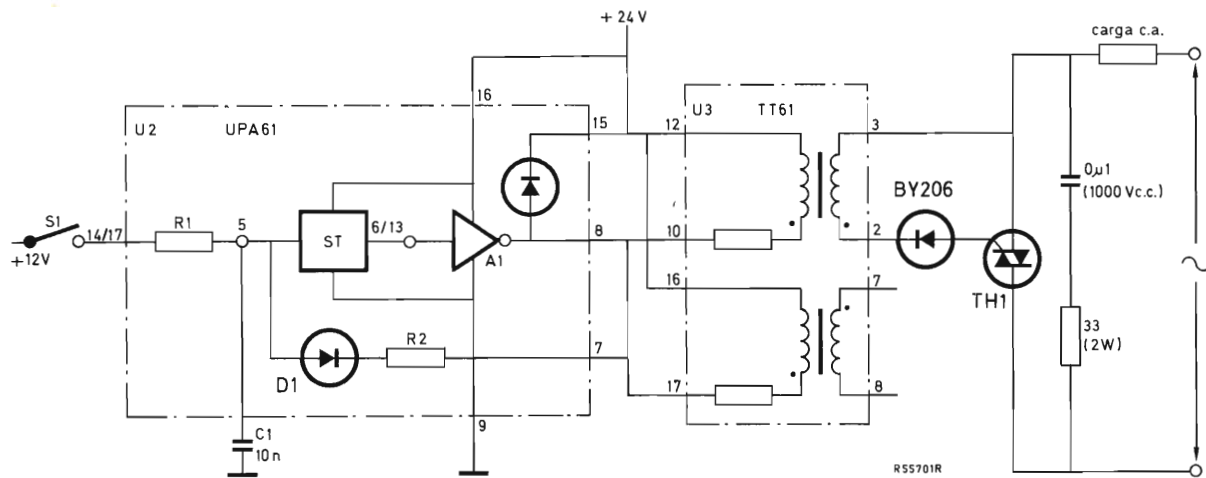 + 24 V
carga c.a.
16
U2 UPA61
15
12
U3 TT61
3
S1
14/17
R1
5
ST
6/13
A1
8
10
2
BY206
0µ1
(1000 Vc.c.)
+12V
16
7
TH1
D1
R2
7
33
(2W)
17
8
9
C1
10n
RSS701R